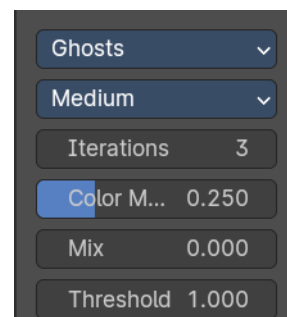 Ghosts
Medium
Iterations 3
Color M... 0.250
Mix 0.000
Threshold 1.000